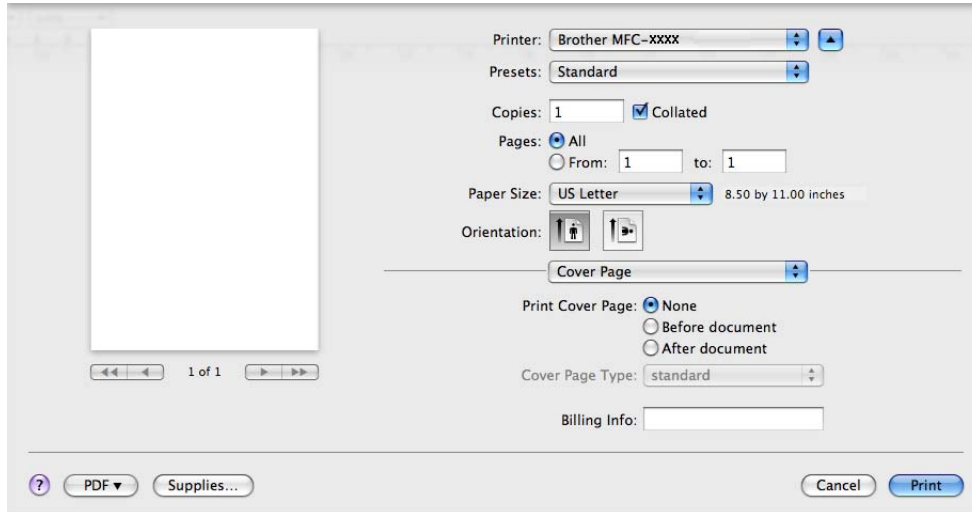 Printer: Brother MFC-XXXX
Presets: Standard
Copies: 1 Collated
Pages: All
From: 1 to: 1
Paper Size: US Letter 8.50 by 11.00 inches
Orientation:
Cover Page
Print Cover Page: None
Before document
After document
1 of 1
Cover Page Type: standard
Billing Info:
? PDF Supplies... Cancel Print